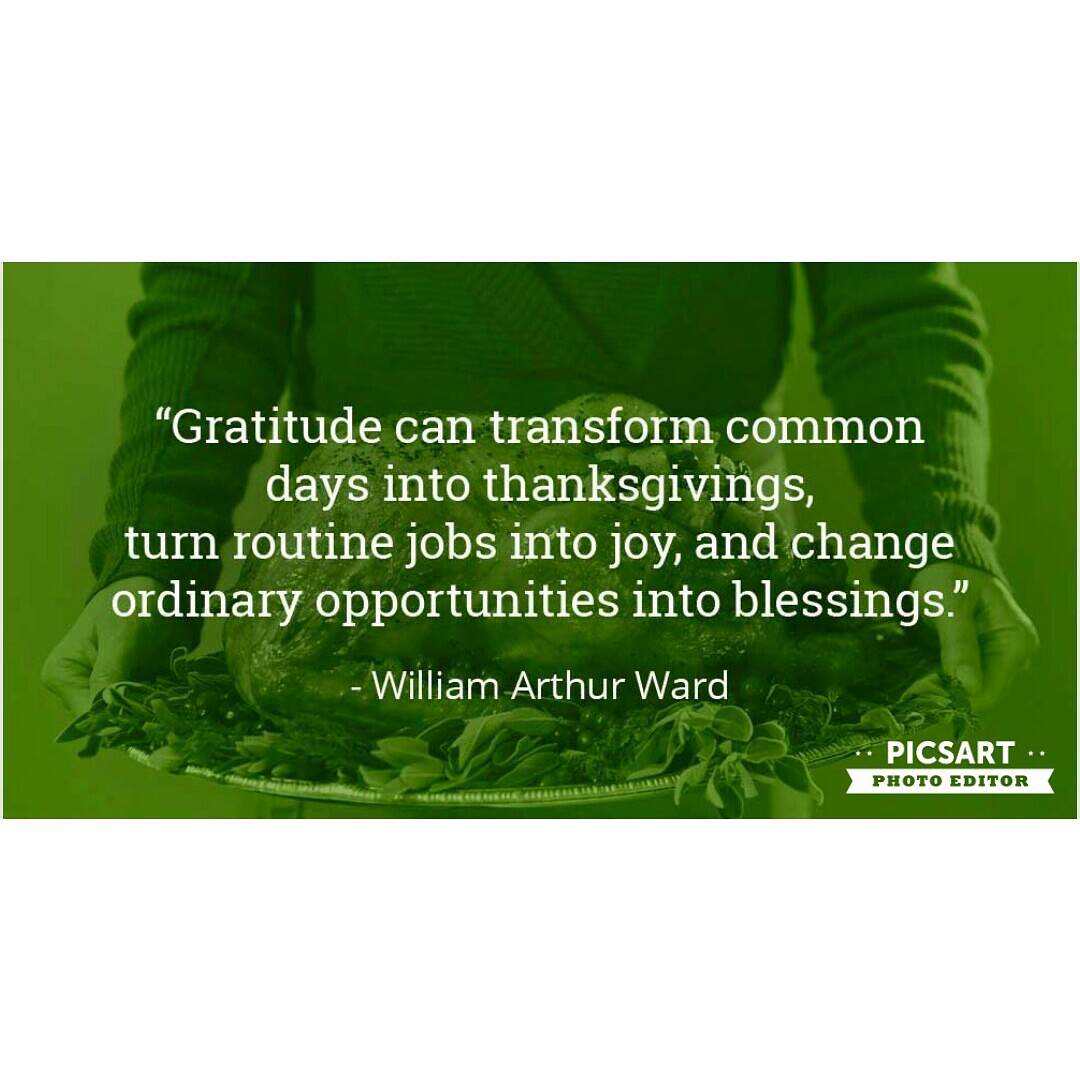 “Gratitude can transform common
days into thanksgivings,
turn routine jobs into joy, and change
ordinary opportunities into blessings.”
- William Arthur Ward
·· PICSART ··
PHOTO EDITOR